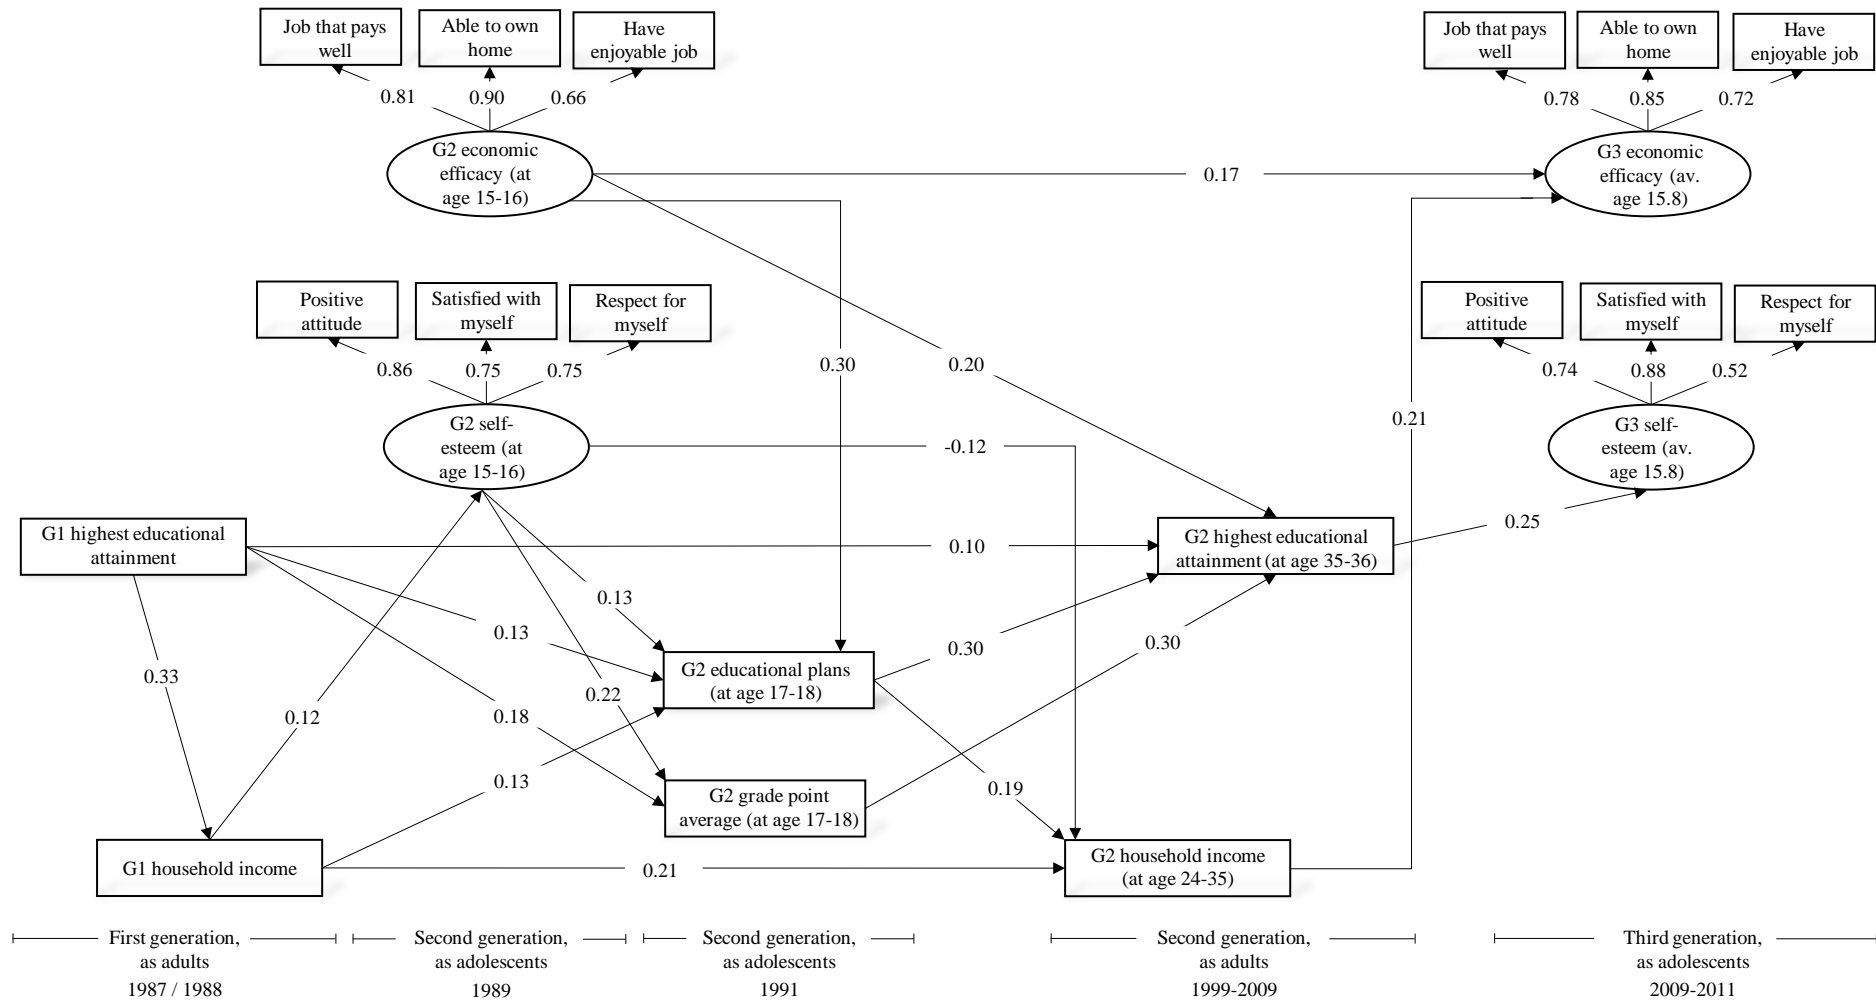 Job that pays
well
Able to own
home
Have
enjoyable job
Job that pays
well
Able to own
home
Have
enjoyable job
0.81
0.90
0.66
0.78
0.85
0.72
G2 economic
efficacy (at
age 15-16)
0.17
G3 economic
efficacy (av.
age 15.8)
Positive
attitude
Satisfied with
myself
Respect for
myself
Positive
attitude
Satisfied with
myself
Respect for
myself
0.86
0.75
0.75
0.30
0.20
0.74
0.88
0.52
G2 self-
esteem (at
age 15-16)
-0.12
0.21
G3 self-
esteem (av.
age 15.8)
G1 highest educational
attainment
0.10
G2 highest educational
attainment (at age 35-36)
0.25
0.13
0.13
0.30
0.30
0.33
G2 educational plans
(at age 17-18)
0.22
0.12
0.18
0.13
0.19
G2 grade point
average (at age 17-18)
G1 household income
0.21
G2 household income
(at age 24-35)
First generation,
as adults
1987 / 1988
Second generation,
as adolescents
1989
Second generation,
as adolescents
1991
Second generation,
as adults
1999-2009
Third generation,
as adolescents
2009-2011